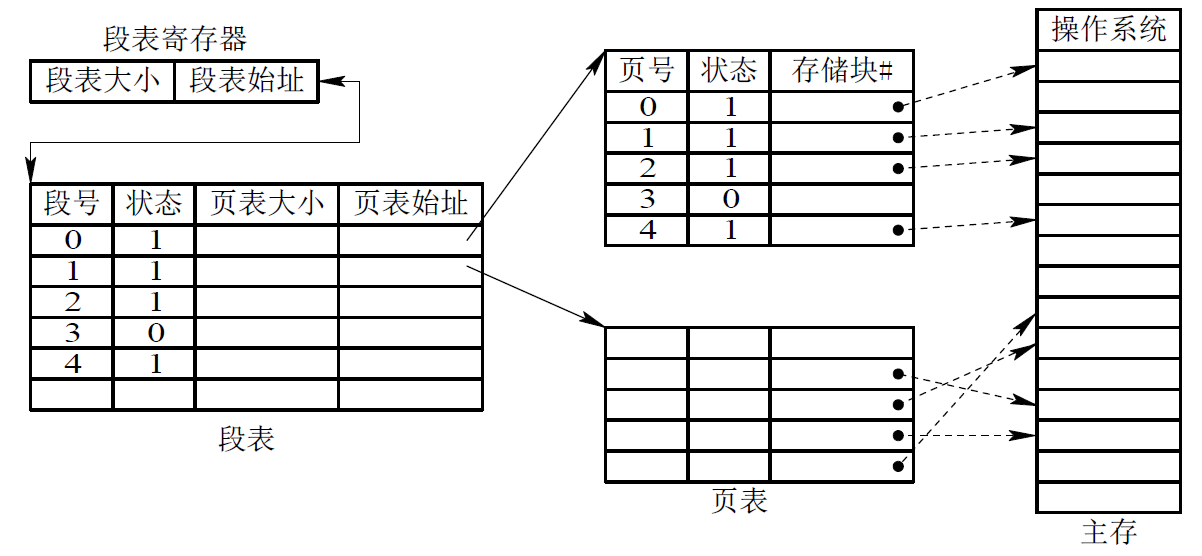 段表寄存器
段表大小 段表始址
段号 状态 页表大小 页表始址
0 1
1 1
2 1
3 0
4 1
段表
页号 状态 存储块#
0 1
1 1
2 1
3 0
4 1
页表
操作系统
主存